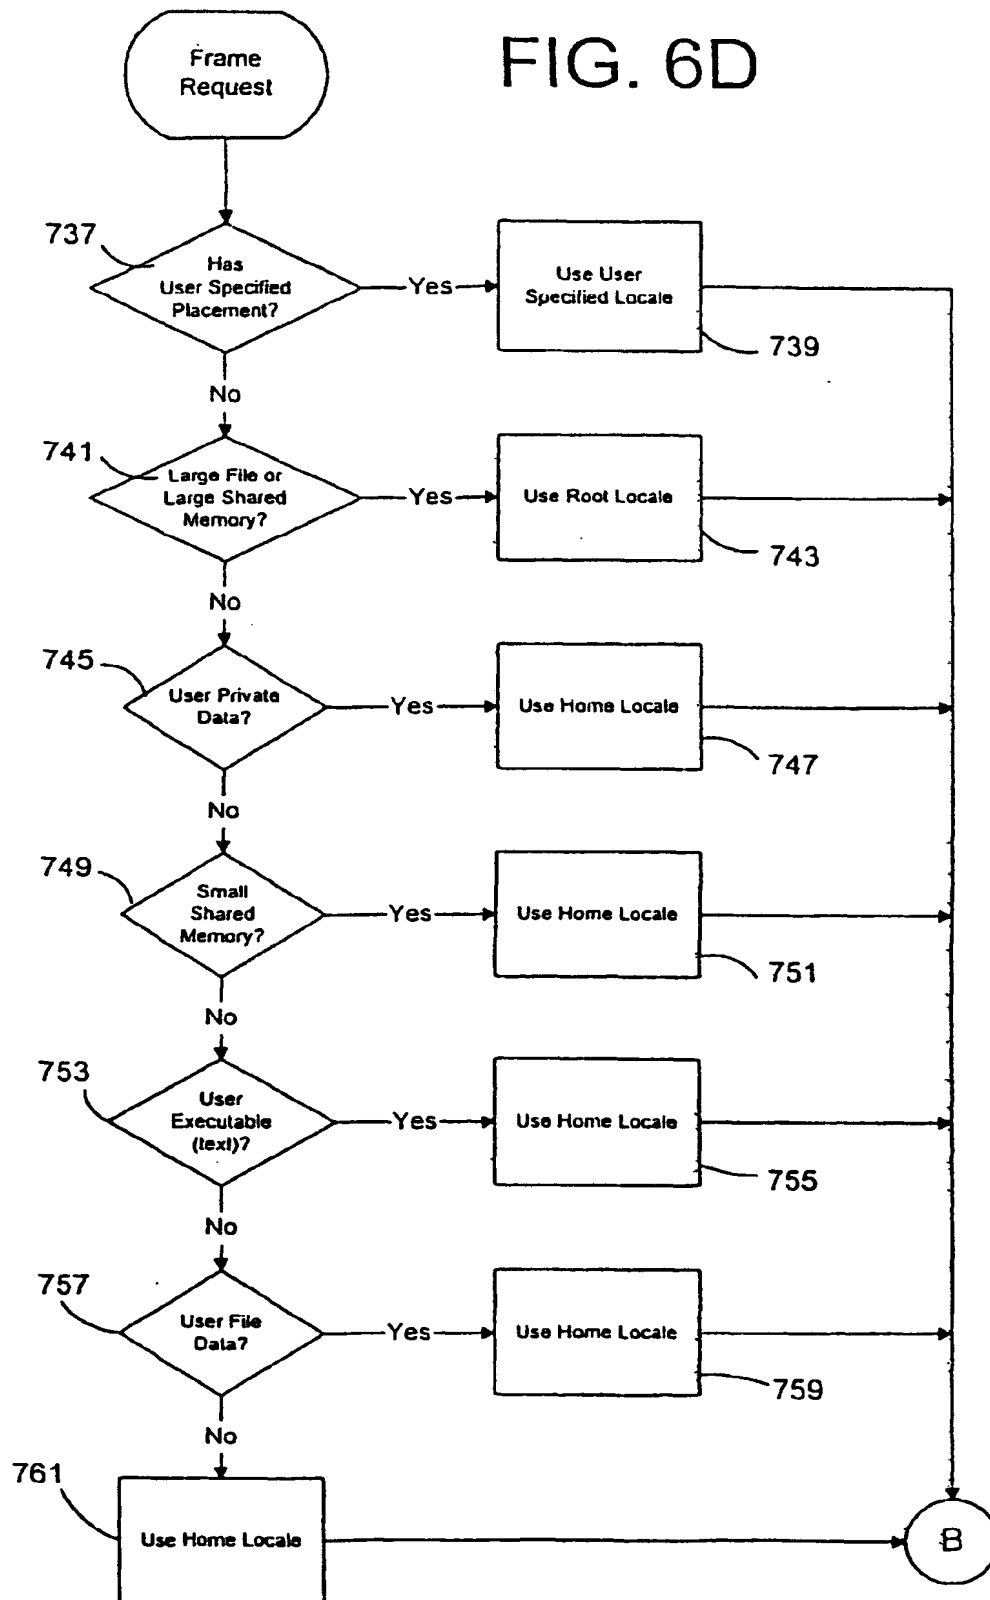 Frame
Request
FIG. 6D
737
Has
User Specified
Placement?
Yes
Use User
Specified Locale
739
No
741
Large File or
Large Shared
Memory?
Yes
Use Root Locale
743
No
745
User Private
Data?
Yes
Use Home Locale
747
No
749
Small
Shared
Memory?
Yes
Use Home Locale
751
No
753
User
Executable
(text)?
Yes
Use Home Locale
755
No
757
User File
Data?
Yes
Use Home Locale
759
No
761
Use Home Locale
B